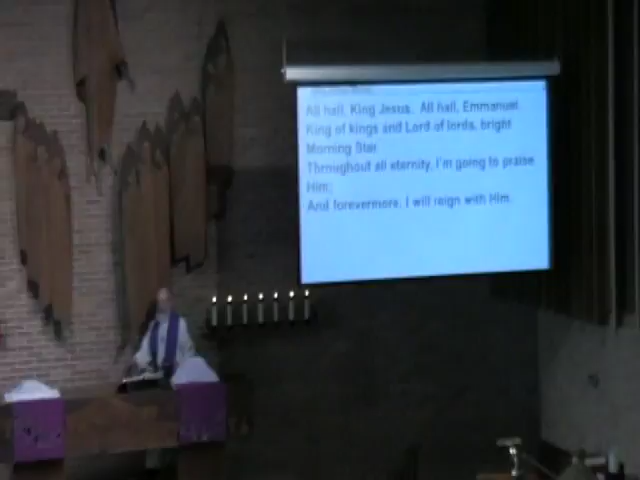 All hail, King Jesus. All hail, Emmanuel
King of kings and Lord of lords, bright
Morning Star
Throughout all eternity, I'm going to praise
Him;
And forevermore, I will reign with Him.